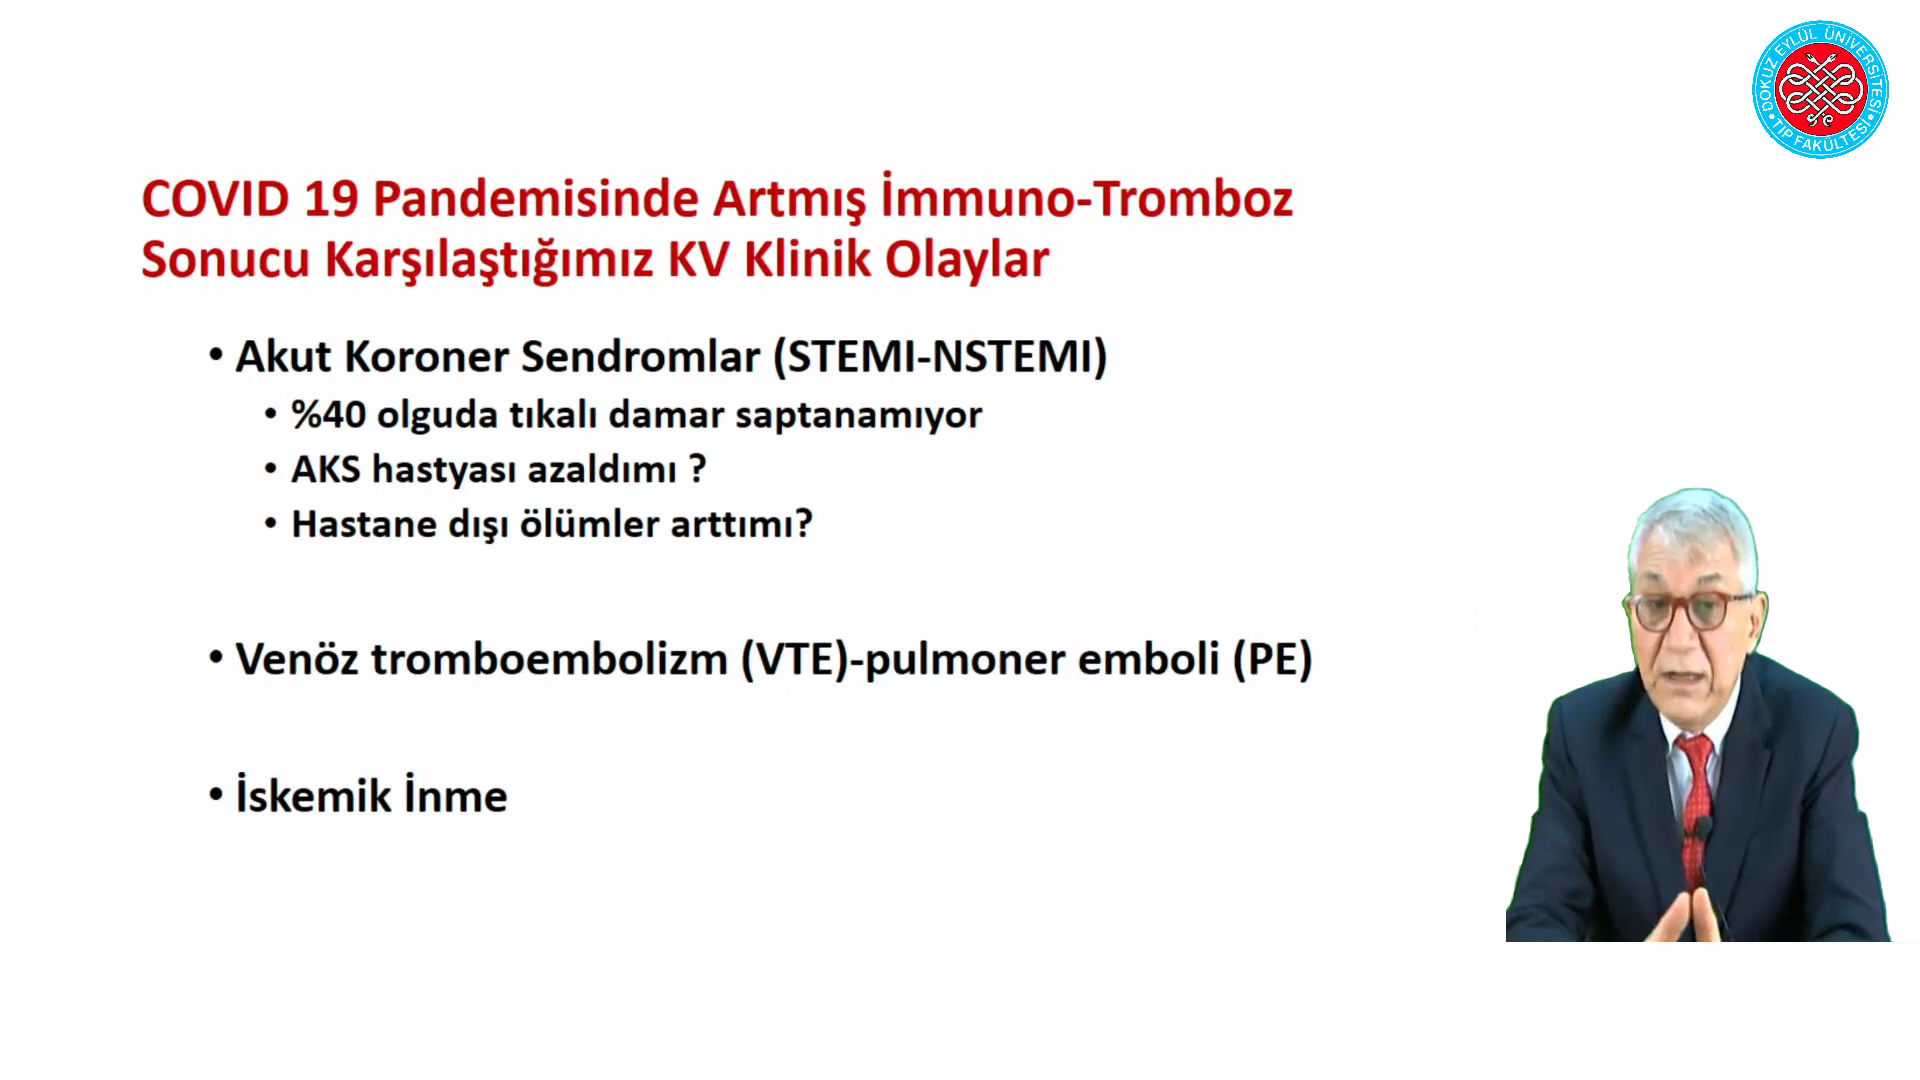 DOKUZ EYLÜL ÜNİVERSİTESİ
• TIP FAKÜLTESİ •
COVID 19 Pandemisinde Artmış İmmuno-Tromboz
Sonucu Karşılaştığımız KV Klinik Olaylar
• Akut Koroner Sendromlar (STEMI-NSTEMI)
• %40 olguda tıkalı damar saptanamıyor
• AKS hastyası azaldımı ?
• Hastane dışı ölümler arttımı?
• Venöz tromboembolizm (VTE)-pulmoner emboli (PE)
• İskemik İnme